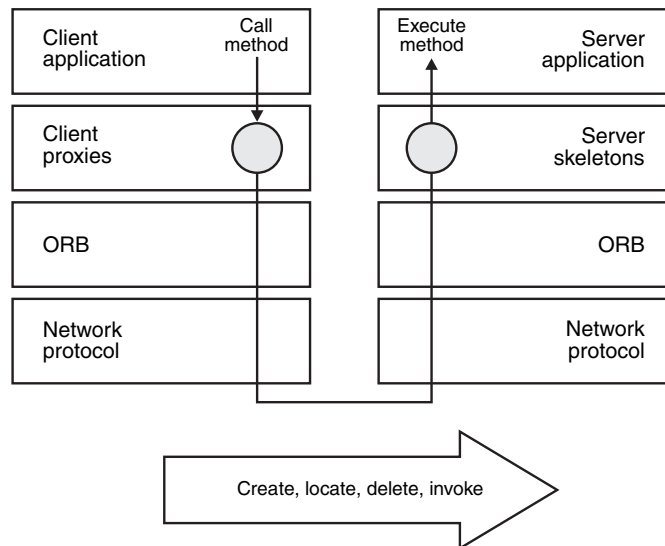 Client
application
Call
method
Execute
method
Server
application
Client
proxies
Server
skeletons
ORB
ORB
Network
protocol
Network
protocol
Create, locate, delete, invoke